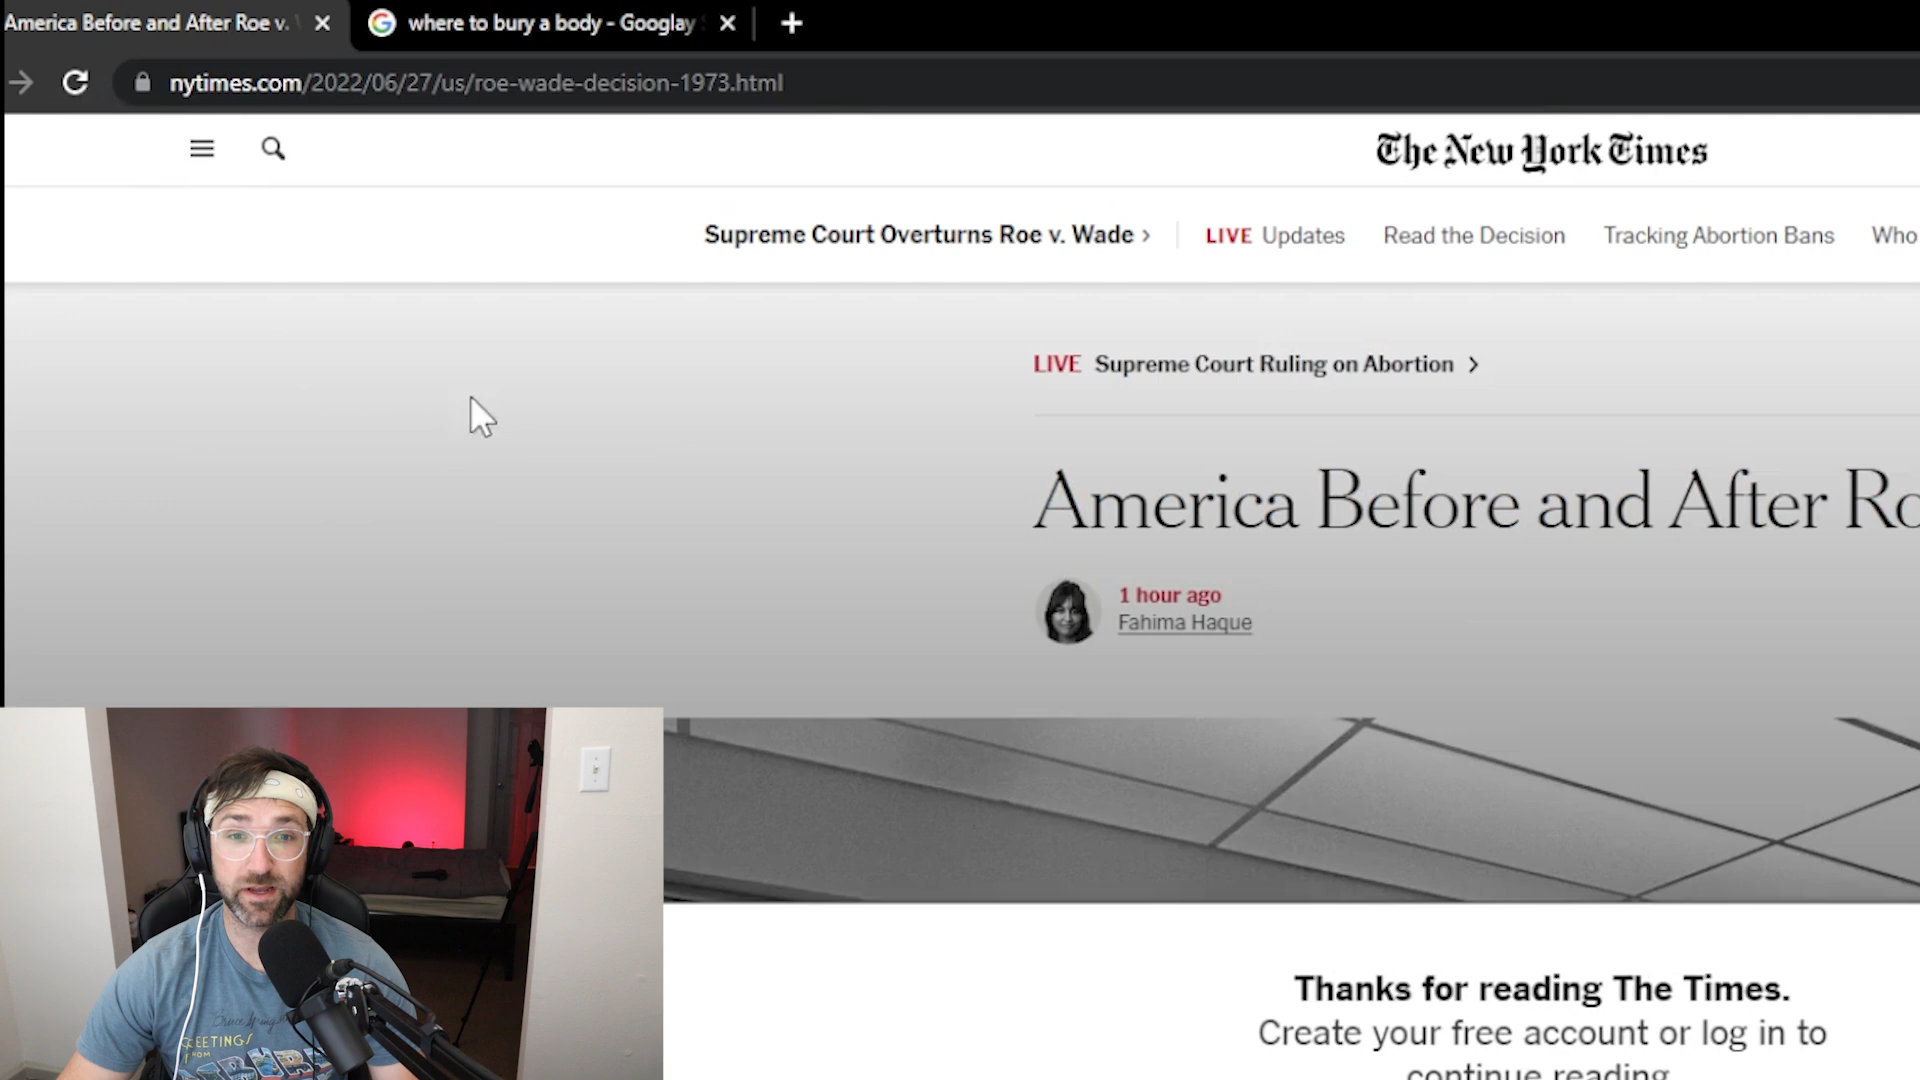 America Before and After Roe v.
where to bury a body - Googlay
nytimes.com/2022/06/27/us/roe-wade-decision-1973.html
The New York Times
Supreme Court Overturns Roe v. Wade
LIVE Updates
Read the Decision
Tracking Abortion Bans
Who
LIVE Supreme Court Ruling on Abortion
America Before and After Ro
1 hour ago
Fahima Haque
Thanks for reading The Times.
Create your free account or log in to
continue reading.
GREETINGS
FROM